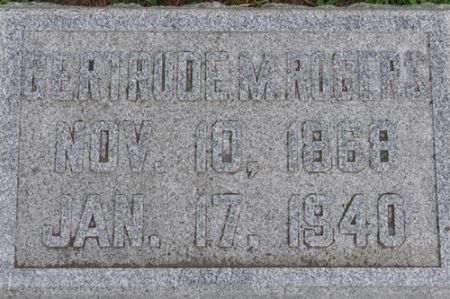 GERTRUDE M. ROGERS
NOV. 10, 1868
JAN. 17, 1940